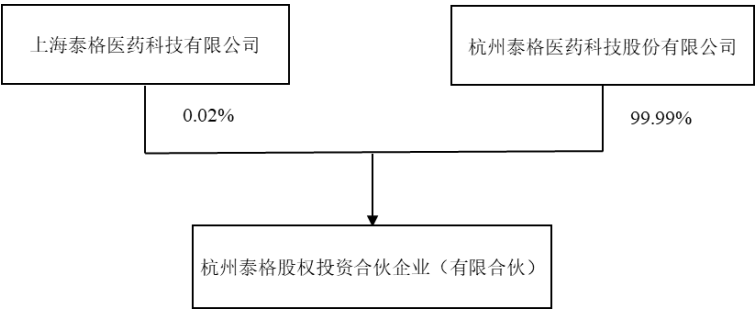 上海泰格医药科技有限公司
杭州泰格医药科技股份有限公司
0.02%
99.99%
杭州泰格股权投资合伙企业（有限合伙）